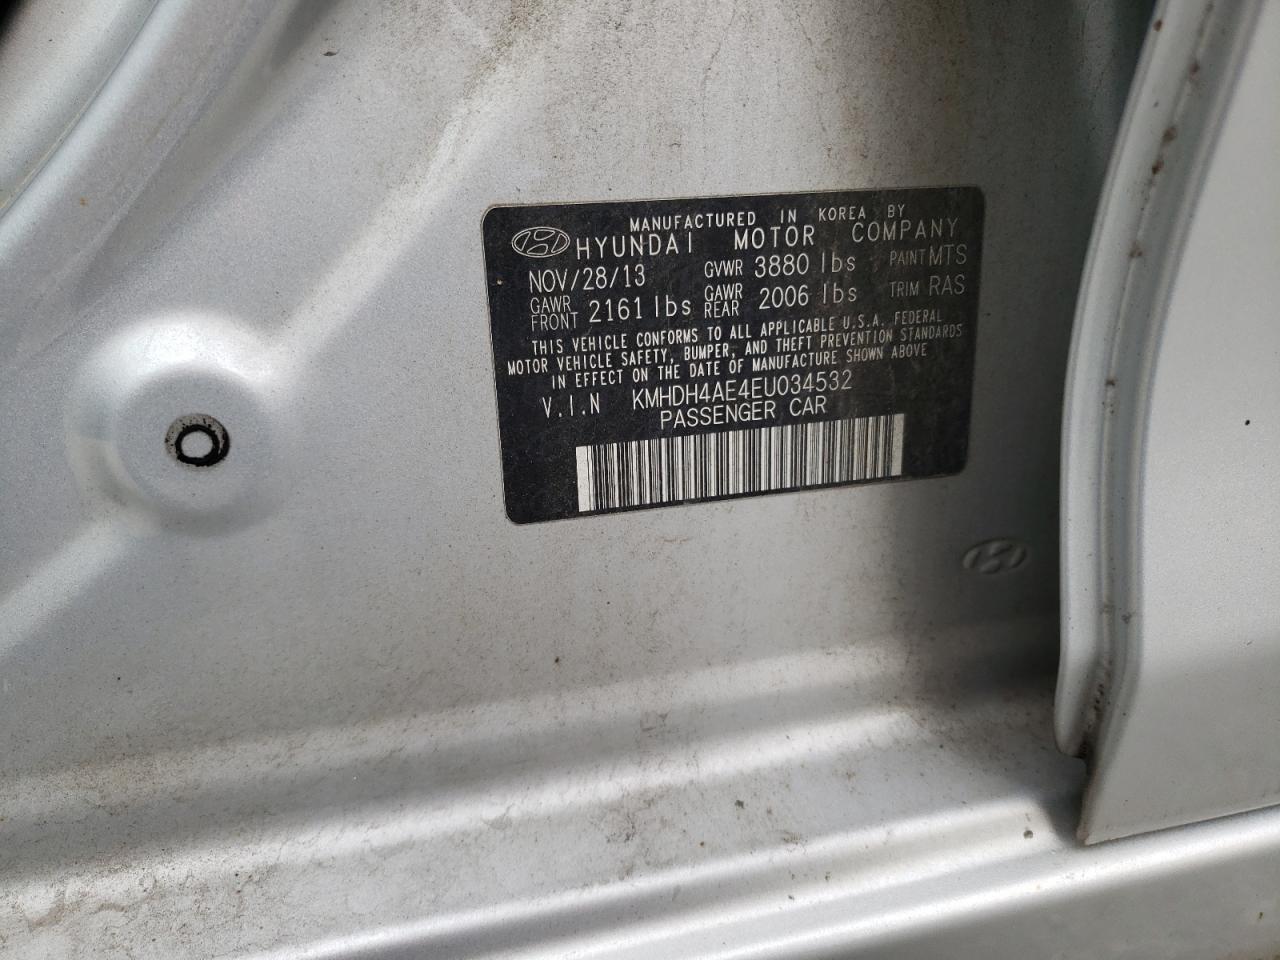 MANUFACTURED IN KOREA BY
HYUNDAI MOTOR COMPANY
NOV/28/13 GVWR 3880 lbs PAINT MTS
GAWR FRONT 2161 lbs GAWR REAR 2006 lbs TRIM RAS
THIS VEHICLE CONFORMS TO ALL APPLICABLE U.S.A. FEDERAL
MOTOR VEHICLE SAFETY, BUMPER, AND THEFT PREVENTION STANDARDS
IN EFFECT ON THE DATE OF MANUFACTURE SHOWN ABOVE
V.I.N KMHDH4AE4EU034532
PASSENGER CAR